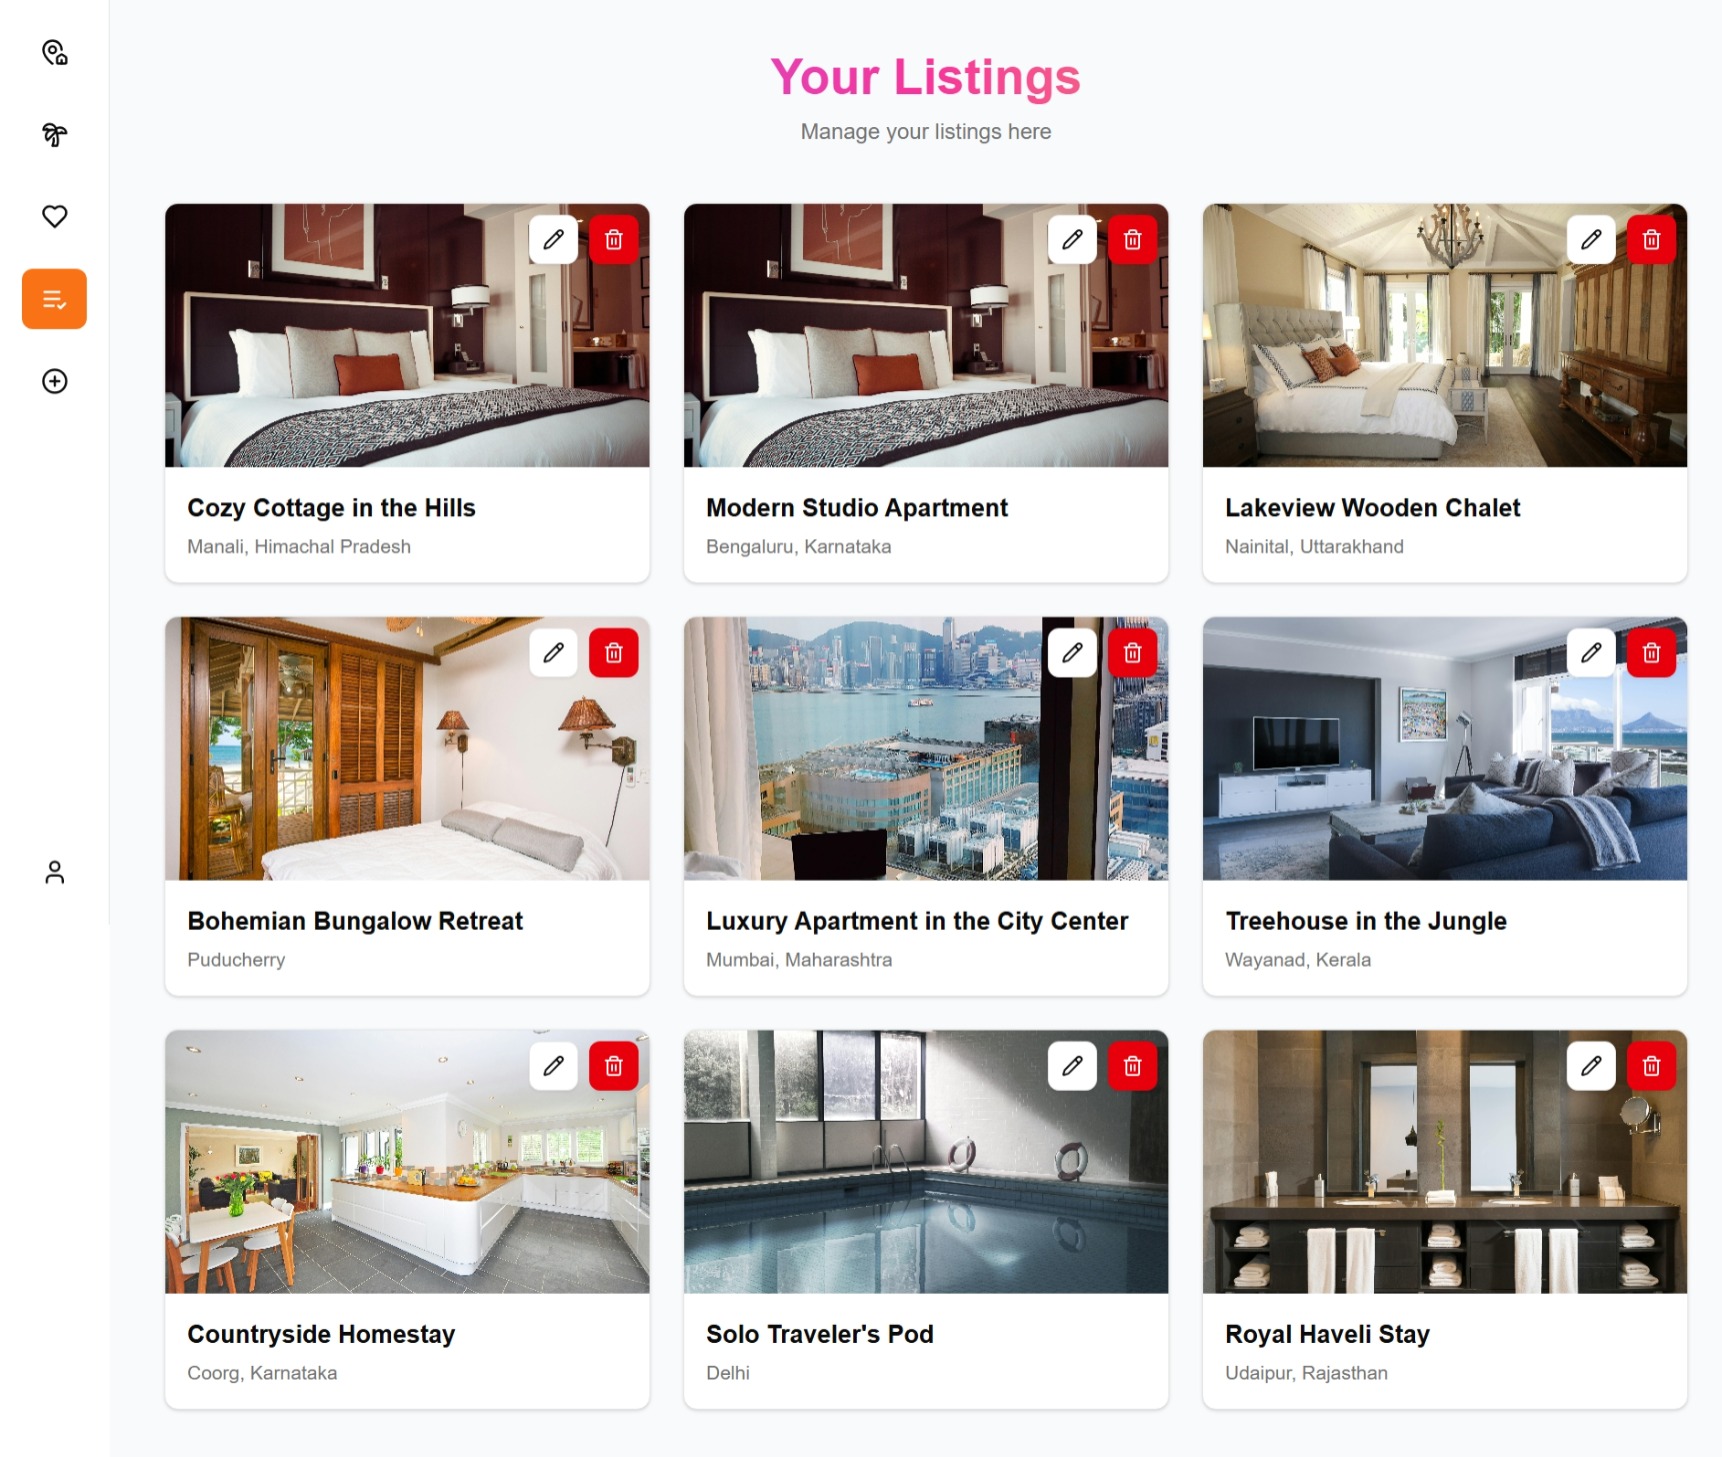 Your Listings
Manage your listings here
Cozy Cottage in the Hills
Manali, Himachal Pradesh
Modern Studio Apartment
Bengaluru, Karnataka
Lakeview Wooden Chalet
Nainital, Uttarakhand
Bohemian Bungalow Retreat
Puducherry
Luxury Apartment in the City Center
Mumbai, Maharashtra
Treehouse in the Jungle
Wayanad, Kerala
Countryside Homestay
Coorg, Karnataka
Solo Traveler's Pod
Delhi
Royal Haveli Stay
Udaipur, Rajasthan